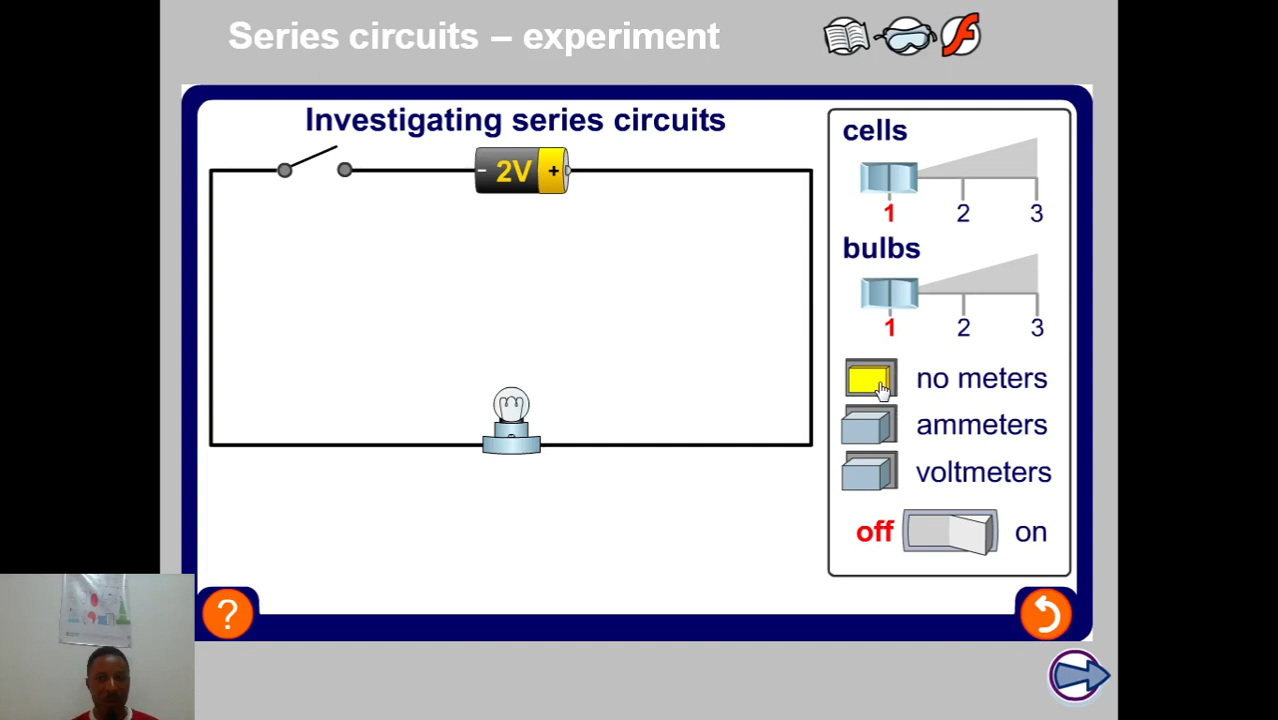 Series circuits – experiment
Investigating series circuits
– 2V +
cells
1 2 3
bulbs
1 2 3
no meters
ammeters
voltmeters
off on
?